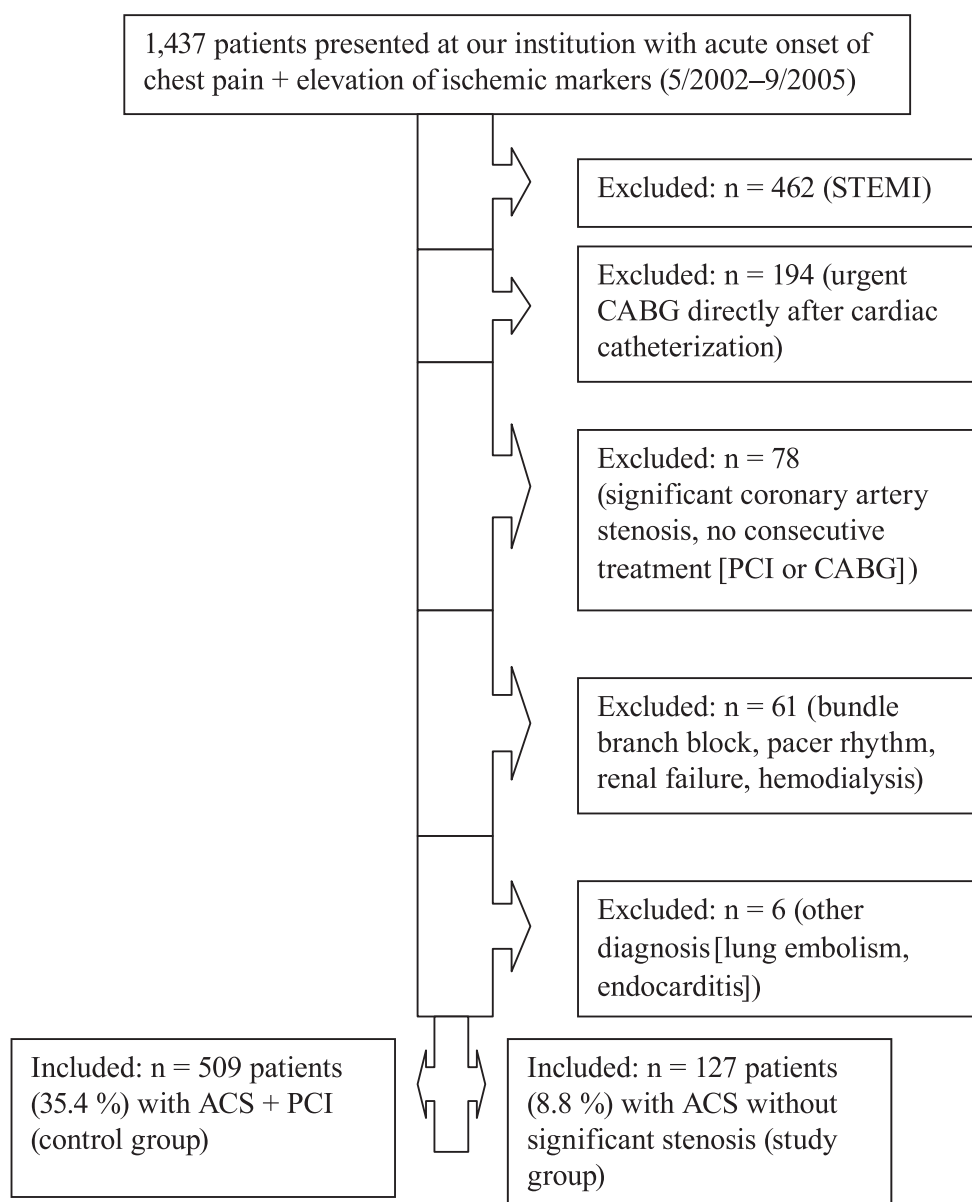 1,437 patients presented at our institution with acute onset of
chest pain + elevation of ischemic markers (5/2002–9/2005)
Excluded: n = 462 (STEMI)
Excluded: n = 194 (urgent
CABG directly after cardiac
catheterization)
Excluded: n = 78
(significant coronary artery
stenosis, no consecutive
treatment [PCI or CABG])
Excluded: n = 61 (bundle
branch block, pacer rhythm,
renal failure, hemodialysis)
Excluded: n = 6 (other
diagnosis [lung embolism,
endocarditis])
Included: n = 509 patients
(35.4 %) with ACS + PCI
(control group)
Included: n = 127 patients
(8.8 %) with ACS without
significant stenosis (study
group)